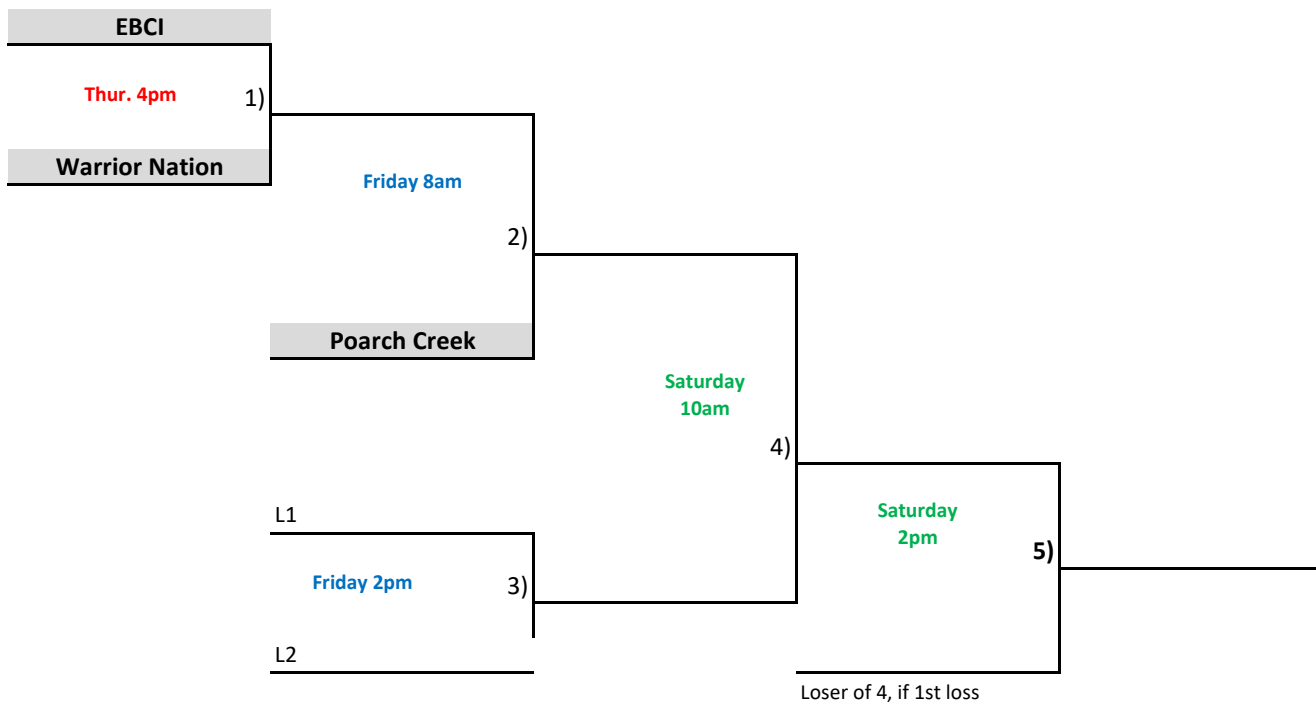 EBCI
Thur. 4pm
1)
Warrior Nation
Friday 8am
2)
Poarch Creek
Saturday
10am
4)
L1
Saturday
2pm
5)
Friday 2pm
3)
L2
Loser of 4, if 1st loss